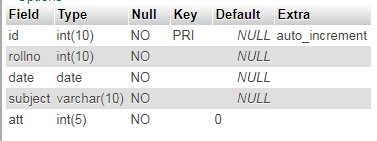 Field Type Null Key Default Extra
id int(10) NO PRI NULL auto_increment
rollno int(10) NO NULL
date date NO NULL
subject varchar(10) NO NULL
att int(5) NO 0